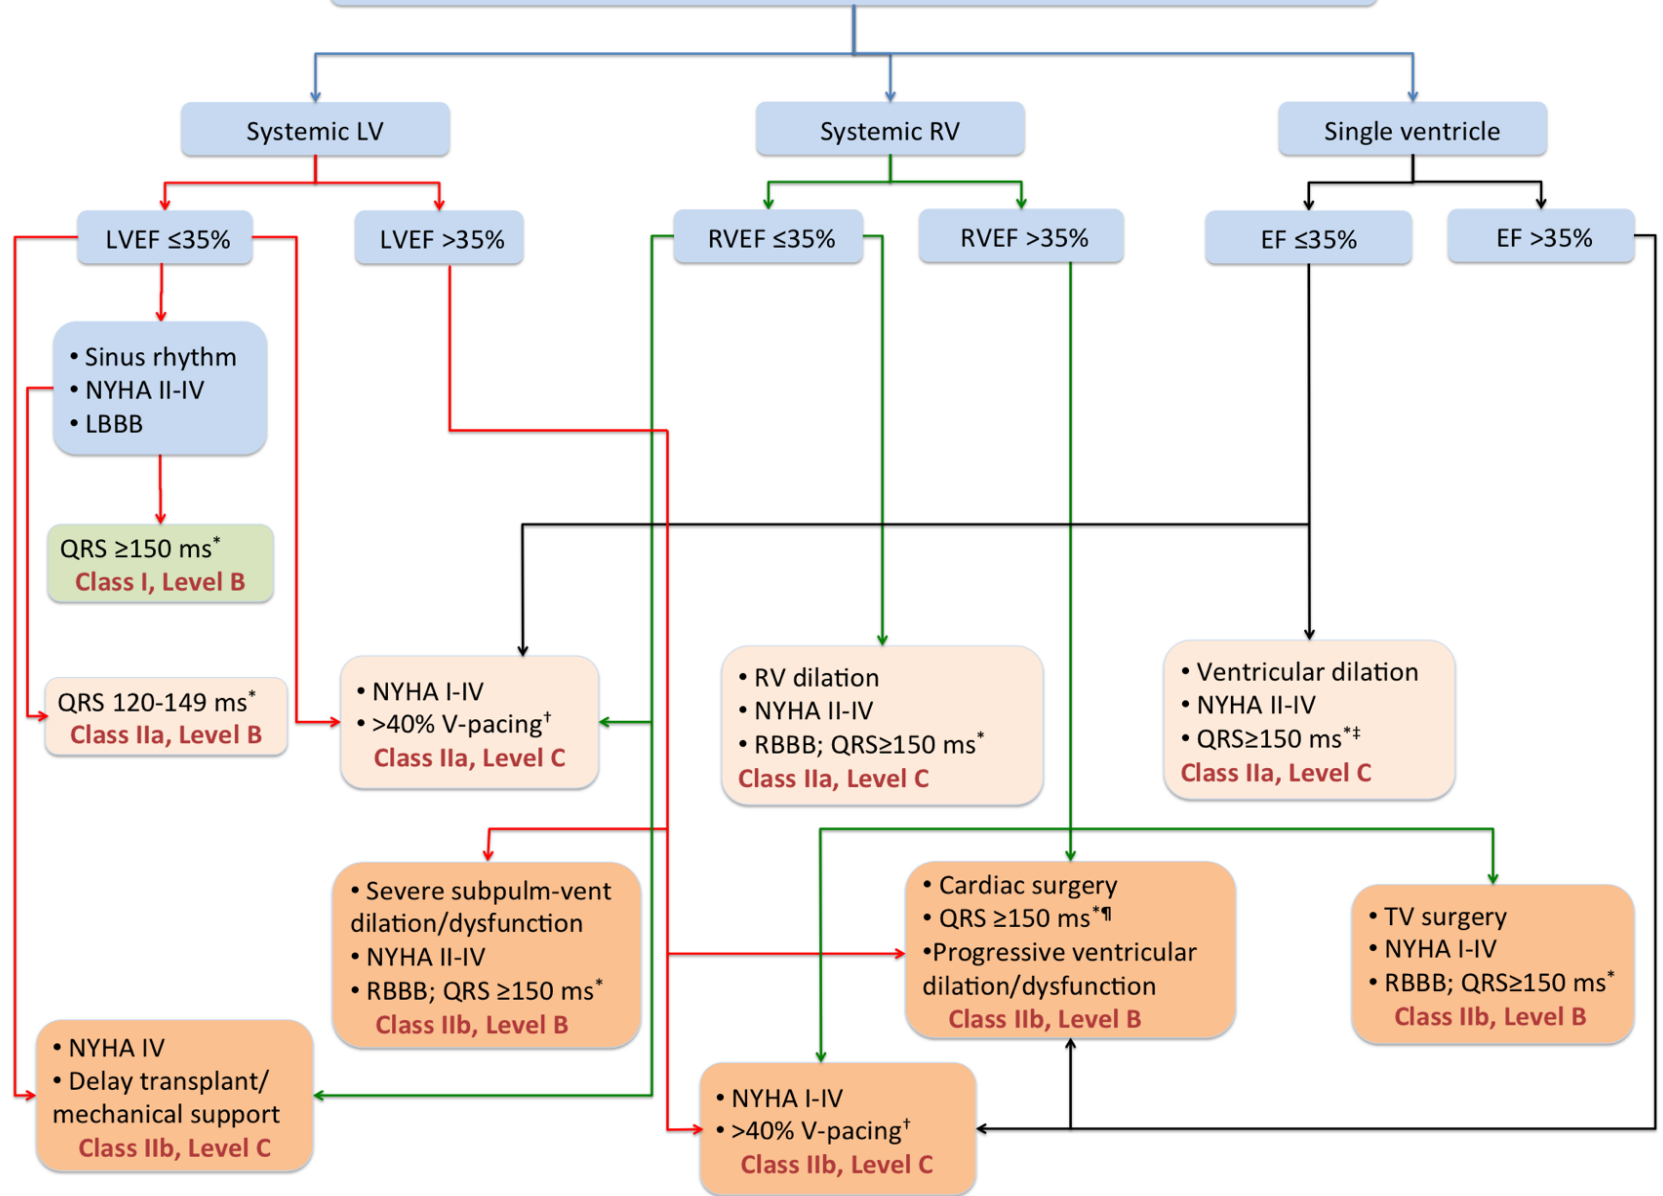 Systemic LV
Systemic RV
Single ventricle
LVEF ≤35%
LVEF >35%
RVEF ≤35%
RVEF >35%
EF ≤35%
EF >35%
• Sinus rhythm
• NYHA II-IV
• LBBB
QRS ≥150 ms*
Class I, Level B
QRS 120-149 ms*
Class IIa, Level B
• NYHA I-IV
• >40% V-pacing†
Class IIa, Level C
• RV dilation
• NYHA II-IV
• RBBB; QRS≥150 ms*
Class IIa, Level C
• Ventricular dilation
• NYHA II-IV
• QRS≥150 ms*‡
Class IIa, Level C
• Severe subpulm-vent
dilation/dysfunction
• NYHA II-IV
• RBBB; QRS ≥150 ms*
Class IIb, Level B
• Cardiac surgery
• QRS ≥150 ms*¶
•Progressive ventricular
dilation/dysfunction
Class IIb, Level B
• TV surgery
• NYHA I-IV
• RBBB; QRS≥150 ms*
Class IIb, Level B
• NYHA IV
• Delay transplant/
mechanical support
Class IIb, Level C
• NYHA I-IV
• >40% V-pacing†
Class IIb, Level C